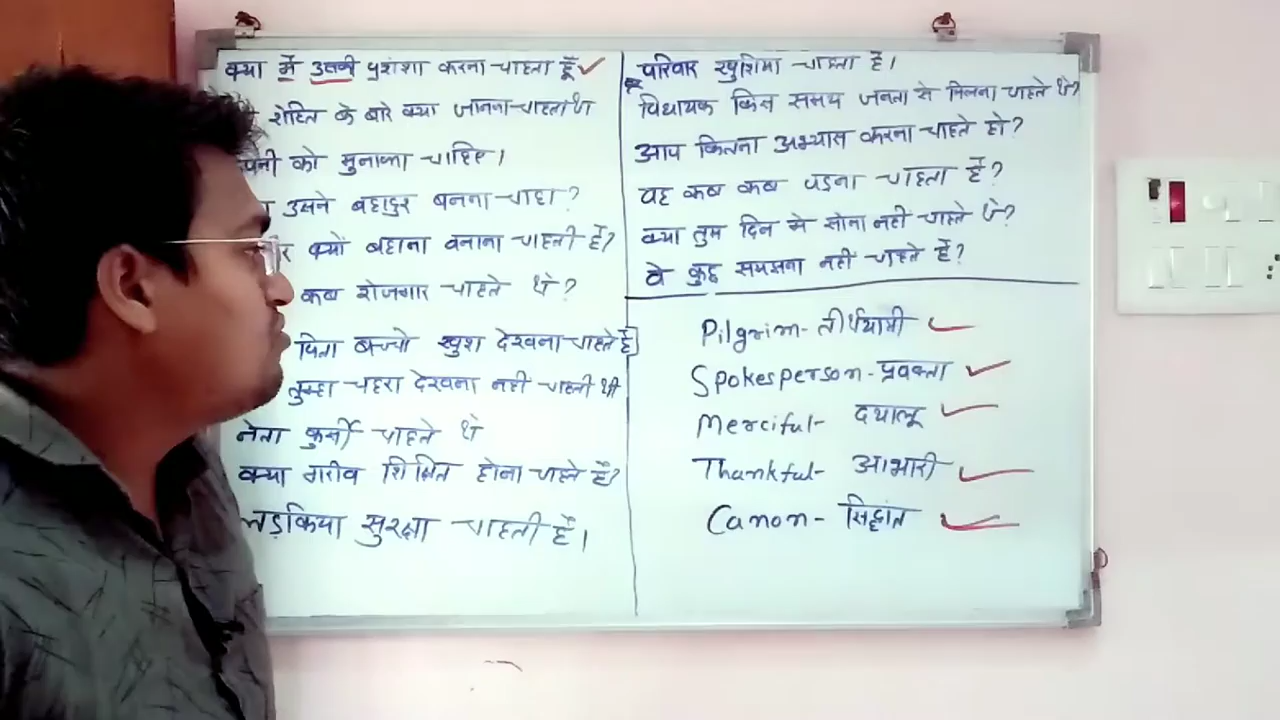 क्या में उसकी प्रशंशा करना चाहता हूँ ✓
रोहित के बारे क्या जानना चाहता था
को मुनाफा चाहिए।
उसने बहादुर बनना चाहा?
क्यों बहाना बनाना चाहती हैं?
कब रोजगार चाहते थे?
पिता बच्चो खुश देखना चाहते हैं
तुम्हा चहरा देखना नही चाहती थी
नेता कुर्सी चाहते थे
क्या गरीब शिक्षित होना चाहते हैं?
लड़किया सुरक्षा चाहती हैं।
परिवार खुशिया चाहता हैं।
विधायक किस समय जनता से मिलना चाहते थे?
आप कितना अभ्यास करना चाहते हो?
वह कब कब पढना चाहता हैं?
क्या तुम दिन मे सोना नही चाहते थे?
वे कुछ समझना नहीं चाहते हैं?
Pilgrim- तीर्थयात्री ✓
Spokesperson- प्रवक्ता ✓
Merciful- दयालू ✓
Thankful- आभारी ✓
Canon- सिद्धांत ✓